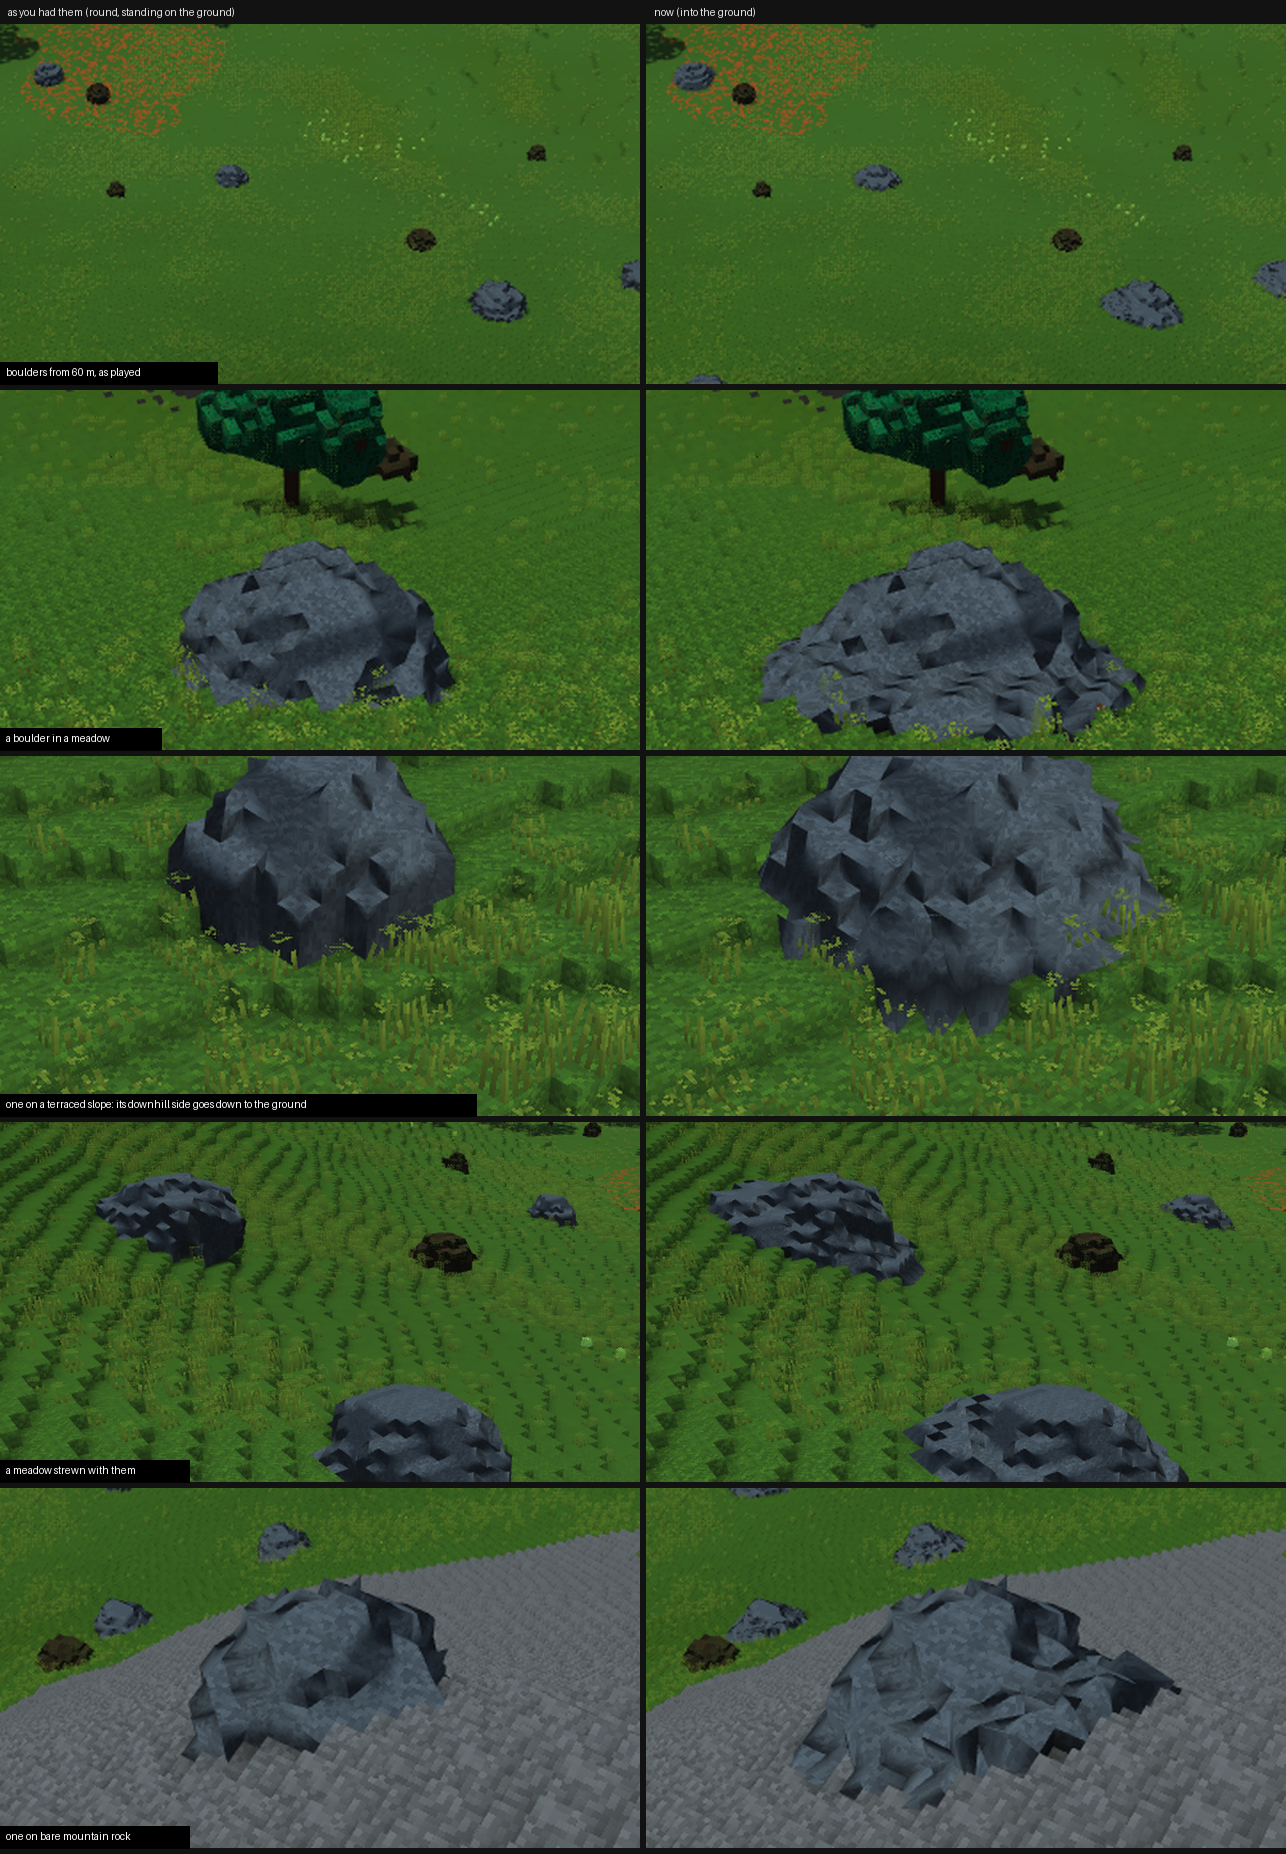 as you had them (round, standing on the ground)
now (into the ground)
boulders from 60 m, as played
a boulder in a meadow
one on a terraced slope: its downhill side goes down to the ground
a meadow strewn with them
one on bare mountain rock